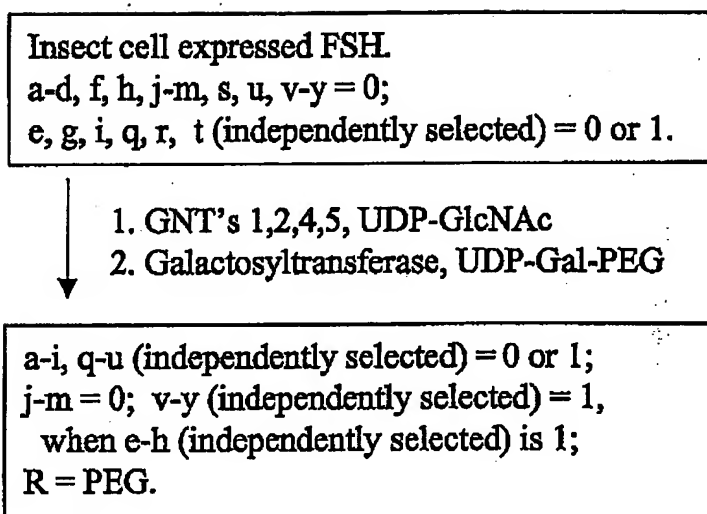 Insect cell expressed FSH.
a-d, f, h, j-m, s, u, v-y = 0;
e, g, i, q, r, t (independently selected) = 0 or 1.
1. GNT's 1,2,4,5, UDP-GlcNAc
2. Galactosyltransferase, UDP-Gal-PEG
a-i, q-u (independently selected) = 0 or 1;
j-m = 0; v-y (independently selected) = 1,
when e-h (independently selected) is 1;
R = PEG.